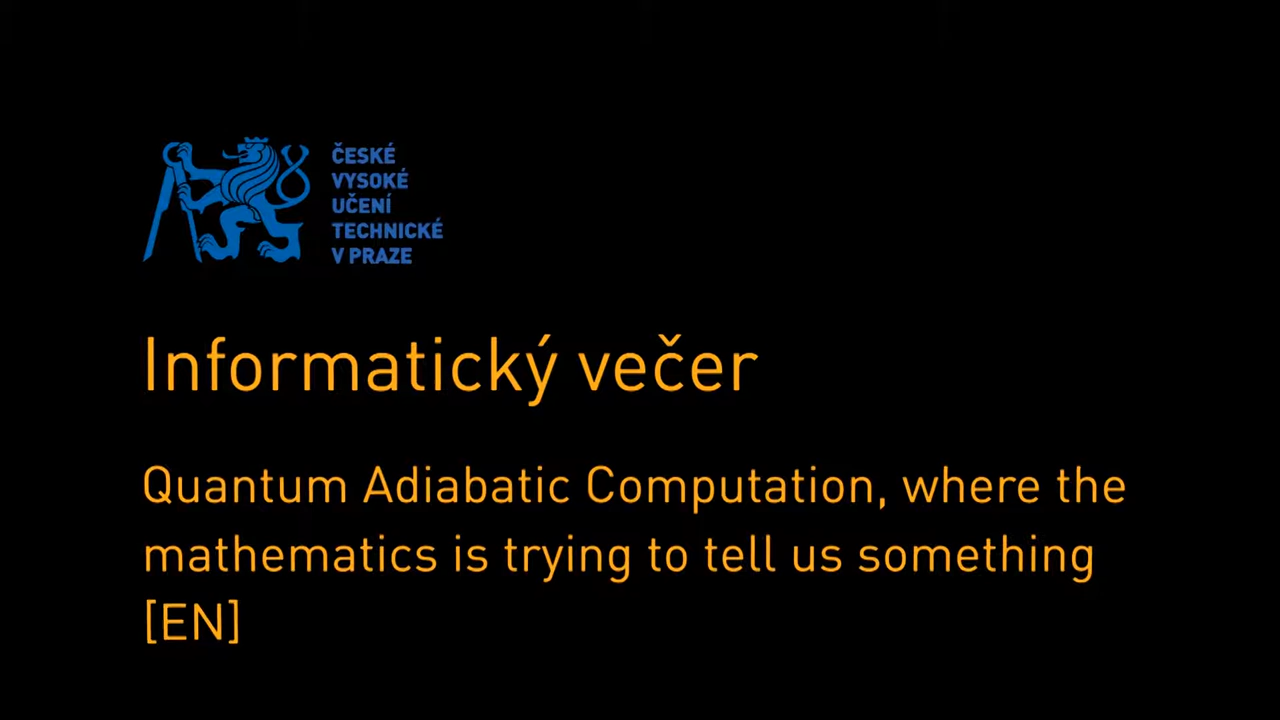 ČESKÉ
VYSOKÉ
UČENÍ
TECHNICKÉ
V PRAZE
Informatický večer
Quantum Adiabatic Computation, where the
mathematics is trying to tell us something
[EN]